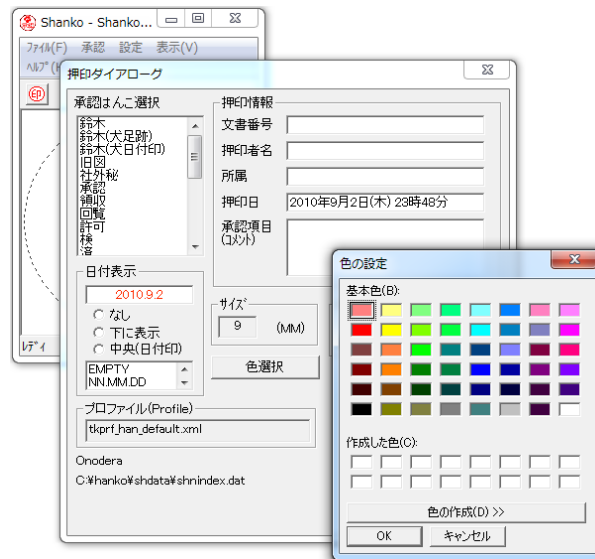 Shanko - Shanko...
ファイル(F) 承認 設定 表示(V)
印
押印ダイアローグ
承認はんこ選択
鈴木
鈴木(犬足跡)
鈴木(犬日付印)
旧図
社外秘
承認
領収
回覧
許可
検
済
押印情報
文書番号
押印者名
所属
押印日 2010年9月2日(木) 23時48分
承認項目
(コメント)
日付表示
2010.9.2
なし
下に表示
中央(日付印)
EMPTY
NN.MM.DD
サイズ
9 (MM)
色選択
プロファイル(Profile)
tkprf_han_default.xml
Onodera
C:¥hanko¥shdata¥shnindex.dat
レディ
色の設定
基本色(B):
作成した色(C):
色の作成(D) >>
OK キャンセル